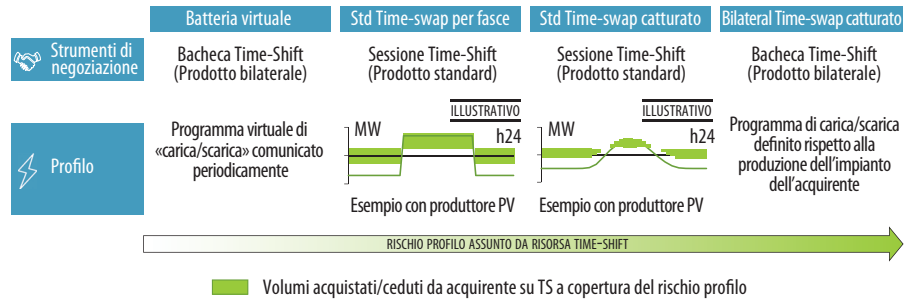 Batteria virtuale
Std Time-swap per fasce
Std Time-swap catturato
Bilateral Time-swap catturato
Strumenti di
negoziazione
Bacheca Time-Shift
(Prodotto bilaterale)
Sessione Time-Shift
(Prodotto standard)
Sessione Time-Shift
(Prodotto standard)
Bacheca Time-Shift
(Prodotto bilaterale)
Profilo
Programma virtuale di
«carica/scarica» comunicato
periodicamente
ILLUSTRATIVO
MW
h24
Esempio con produttore PV
ILLUSTRATIVO
MW
h24
Esempio con produttore PV
Programma di carica/scarica
definito rispetto alla
produzione dell'impianto
dell'acquirente
RISCHIO PROFILO ASSUNTO DA RISORSA TIME-SHIFT
Volumi acquistati/ceduti da acquirente su TS a copertura del rischio profilo